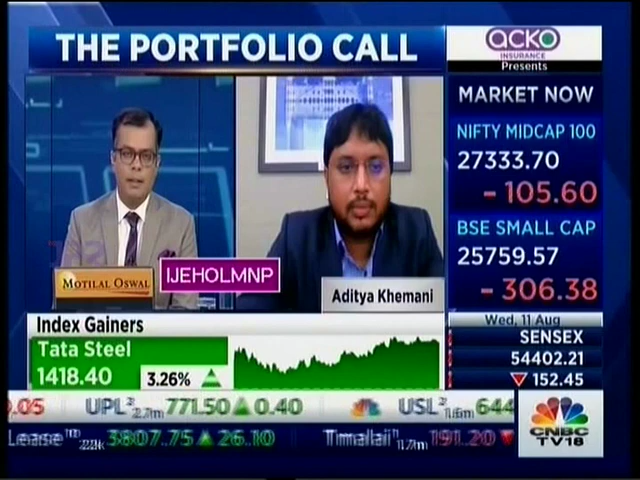 THE PORTFOLIO CALL
acko
INSURANCE
Presents
MARKET NOW
NIFTY MIDCAP 100
27333.70
- 105.60
BSE SMALL CAP
25759.57
- 306.38
MOTILAL OSWAL
IJEHOLMNP
Aditya Khemani
Wed, 11 Aug
SENSEX
54402.21
▼ 152.45
Index Gainers
Tata Steel
1418.40
3.26% ▲
0.05 UPL 2.7m 771.50 ▲ 0.40 USL 1.6m 644
Lease 22k 3807.75 ▲ 26.10 191.20 ▼
CNBC
TV18